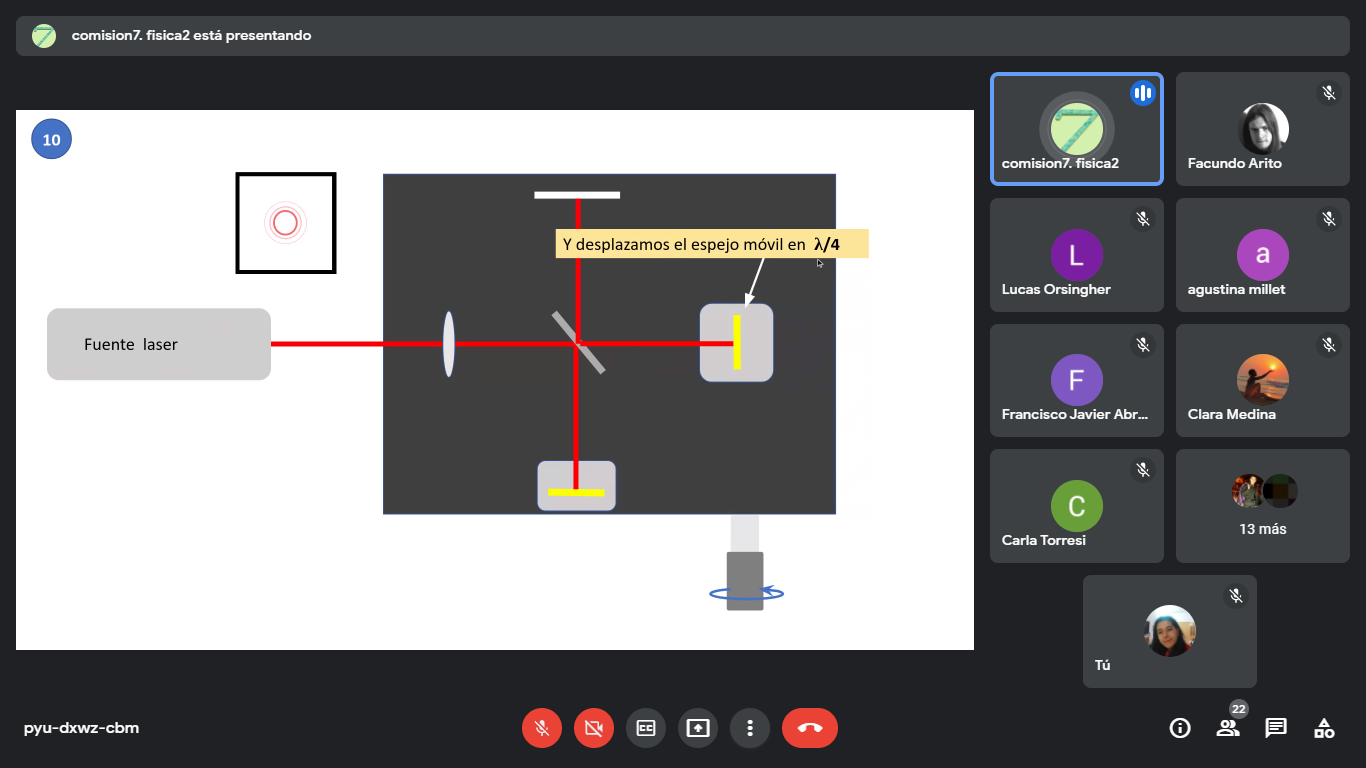 comision7. fisica2 está presentando
10
Y desplazamos el espejo móvil en λ/4
Fuente laser
comision7. fisica2
Facundo Arito
L
Lucas Orsingher
a
agustina millet
F
Francisco Javier Abr...
Clara Medina
C
Carla Torresi
13 más
Tú
pyu-dxwz-cbm
CC
22